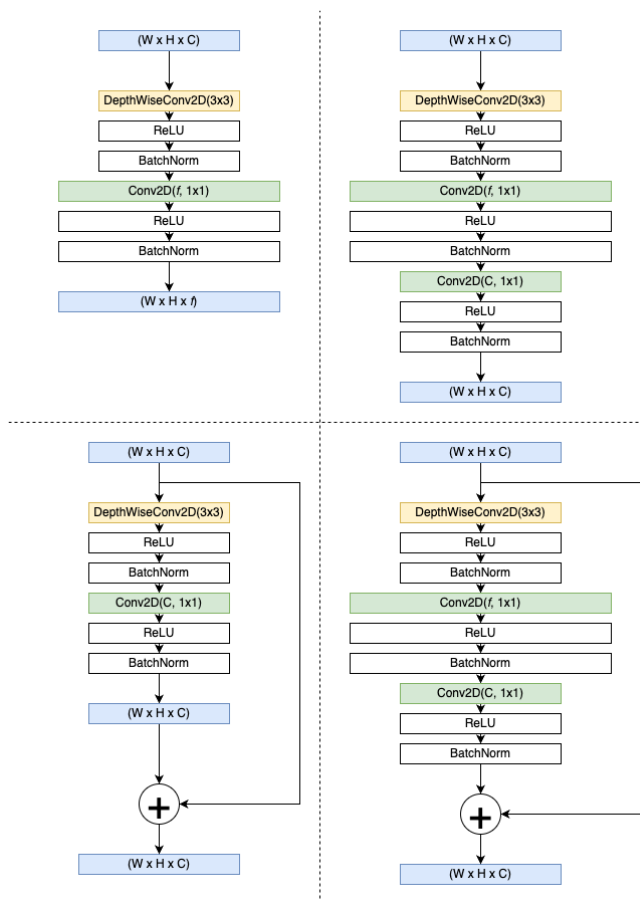 (W x H x C)
DepthWiseConv2D(3x3)
ReLU
BatchNorm
Conv2D(f, 1x1)
ReLU
BatchNorm
(W x H x f)
(W x H x C)
DepthWiseConv2D(3x3)
ReLU
BatchNorm
Conv2D(f, 1x1)
ReLU
BatchNorm
Conv2D(C, 1x1)
ReLU
BatchNorm
(W x H x C)
(W x H x C)
DepthWiseConv2D(3x3)
ReLU
BatchNorm
Conv2D(C, 1x1)
ReLU
BatchNorm
(W x H x C)
+
(W x H x C)
(W x H x C)
DepthWiseConv2D(3x3)
ReLU
BatchNorm
Conv2D(f, 1x1)
ReLU
BatchNorm
Conv2D(C, 1x1)
ReLU
BatchNorm
+
(W x H x C)